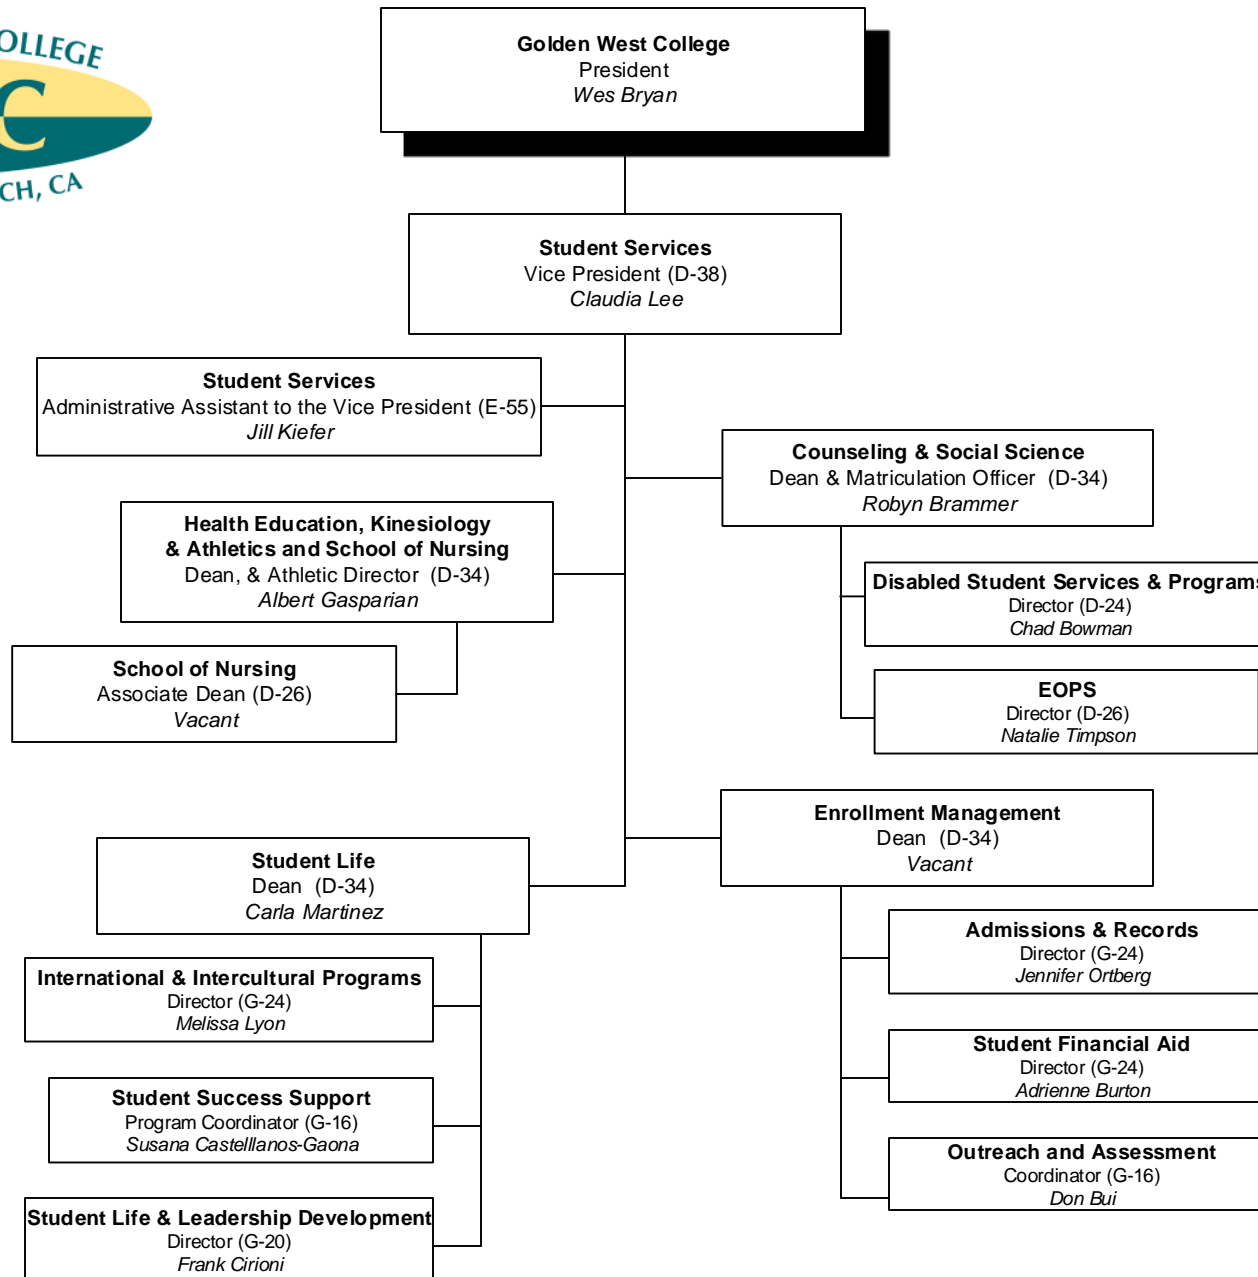 OLLEGE
C
CH, CA
Golden West College
President
Wes Bryan
Student Services
Vice President (D-38)
Claudia Lee
Student Services
Administrative Assistant to the Vice President (E-55)
Jill Kiefer
Counseling & Social Science
Dean & Matriculation Officer (D-34)
Robyn Brammer
Health Education, Kinesiology
& Athletics and School of Nursing
Dean, & Athletic Director (D-34)
Albert Gasparian
Disabled Student Services & Programs
Director (D-24)
Chad Bowman
School of Nursing
Associate Dean (D-26)
Vacant
EOPS
Director (D-26)
Natalie Timpson
Enrollment Management
Dean (D-34)
Vacant
Student Life
Dean (D-34)
Carla Martinez
Admissions & Records
Director (G-24)
Jennifer Ortberg
International & Intercultural Programs
Director (G-24)
Melissa Lyon
Student Financial Aid
Director (G-24)
Adrienne Burton
Student Success Support
Program Coordinator (G-16)
Susana Castelllanos-Gaona
Outreach and Assessment
Coordinator (G-16)
Don Bui
Student Life & Leadership Development
Director (G-20)
Frank Cirioni